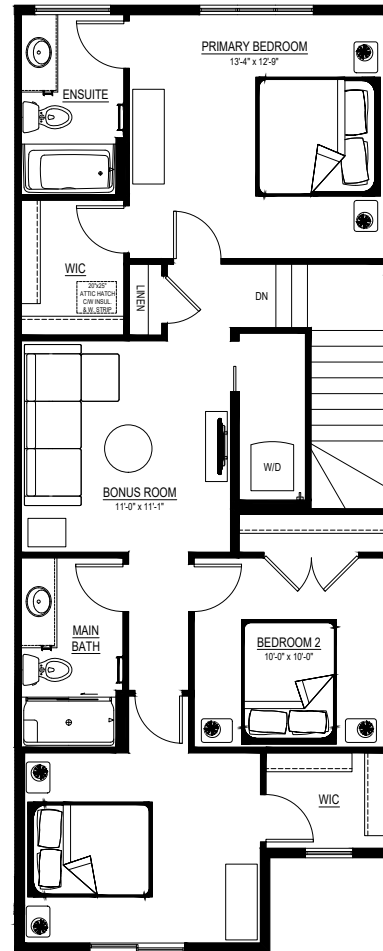 PRIMARY BEDROOM
13'-4" x 12'-9"
ENSUITE
WIC
20"x25"
ATTIC HATCH
C/W INSUL
& W. STRIP
LINEN
DN
W/D
BONUS ROOM
11'-0" x 11'-1"
MAIN
BATH
BEDROOM 2
10'-0" x 10'-0"
WIC